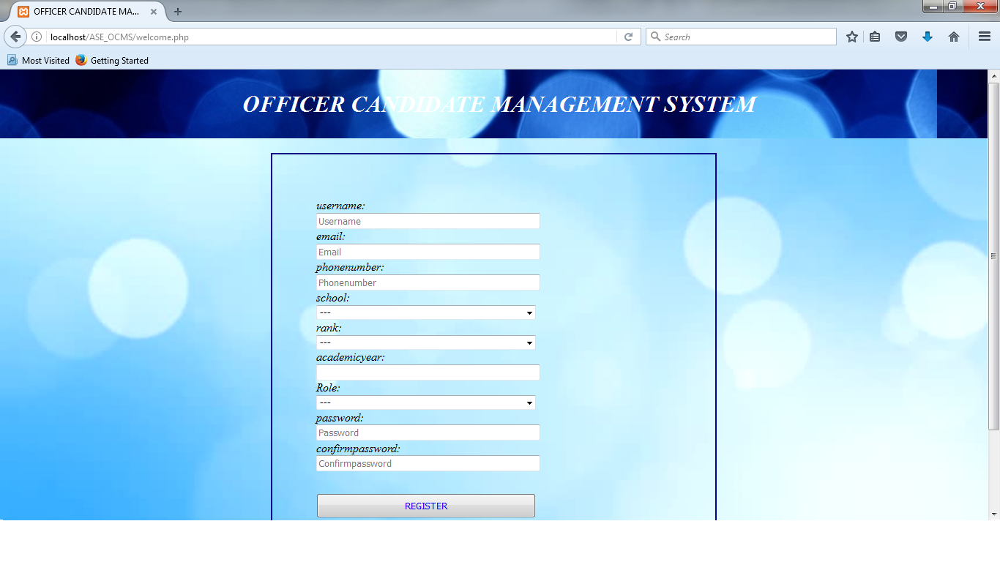 OFFICER CANDIDATE MA...
localhost/ASE_OCMS/welcome.php
Search
Most Visited
Getting Started
OFFICER CANDIDATE MANAGEMENT SYSTEM
username:
Username
email:
Email
phonenumber:
Phonenumber
school:
---
rank:
---
academicyear:
Role:
---
password:
Password
confirmpassword:
Confirmpassword
REGISTER